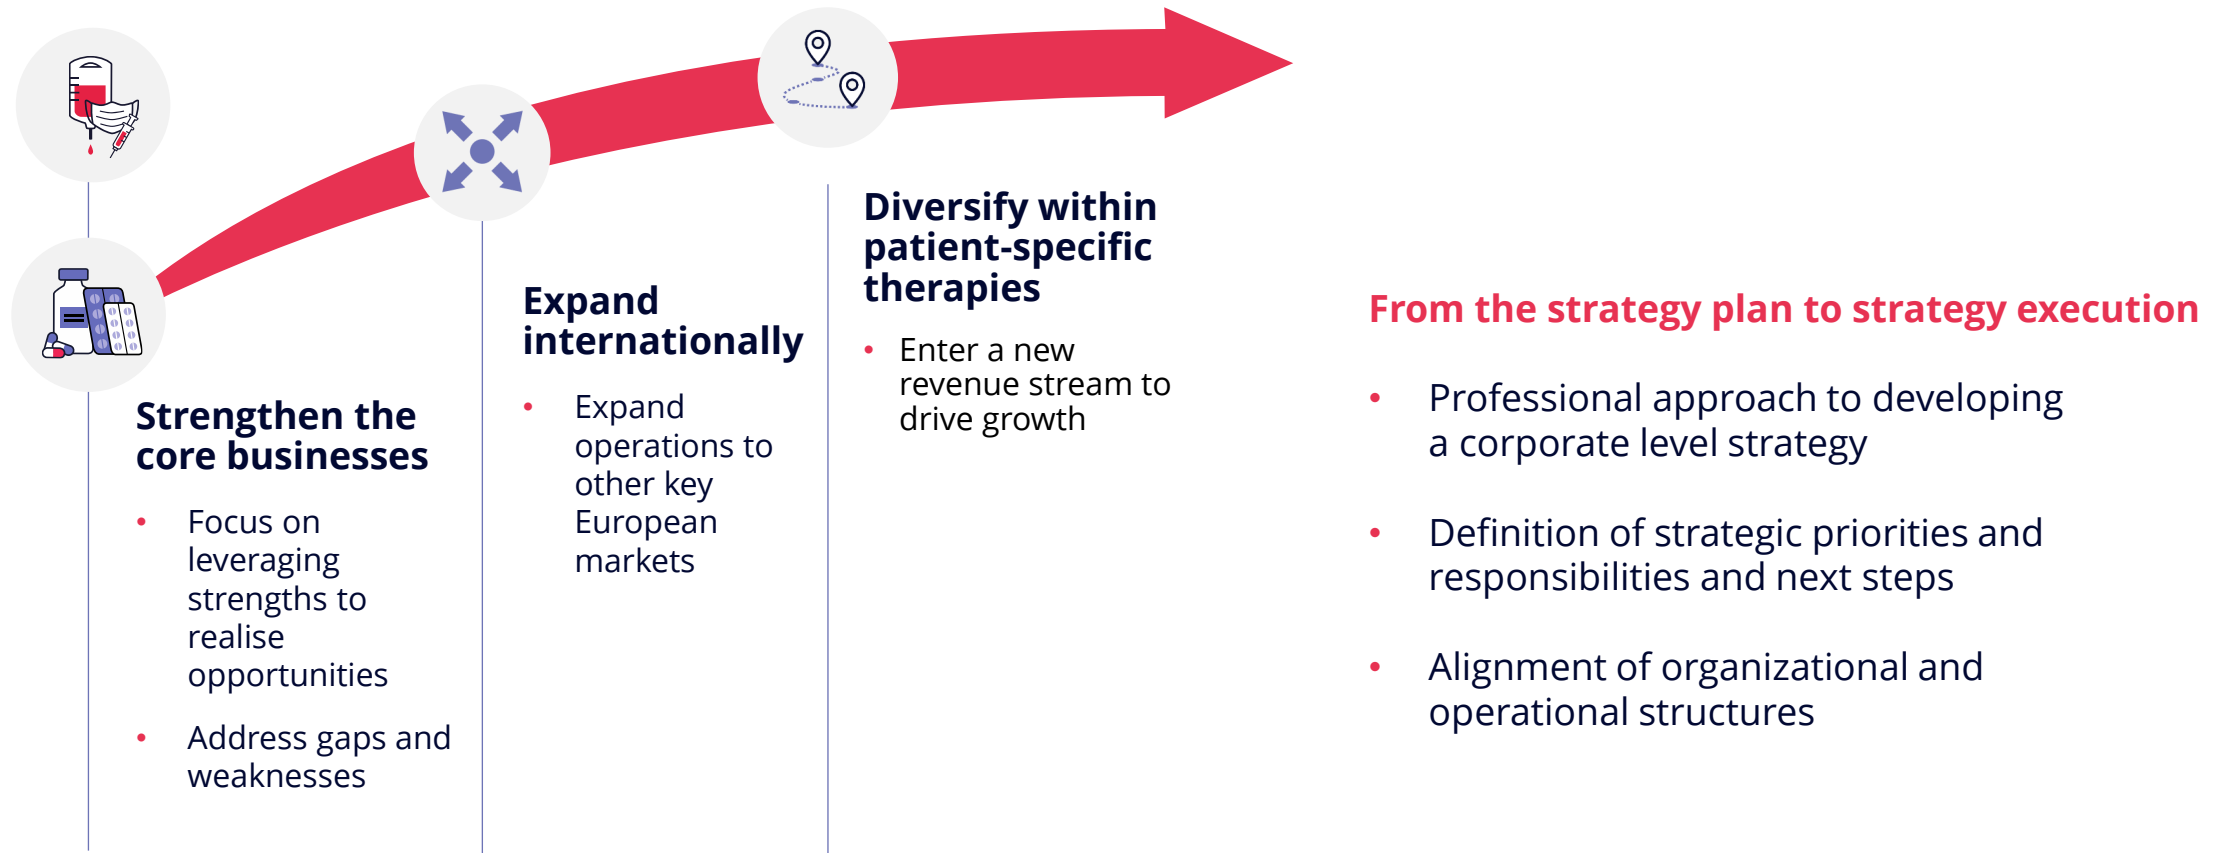 Strengthen the
core businesses
• Focus on
leveraging
strengths to
realise
opportunities
• Address gaps and
weaknesses
Expand
internationally
• Expand
operations to
other key
European
markets
Diversify within
patient-specific
therapies
• Enter a new
revenue stream to
drive growth
From the strategy plan to strategy execution
• Professional approach to developing
a corporate level strategy
• Definition of strategic priorities and
responsibilities and next steps
• Alignment of organizational and
operational structures